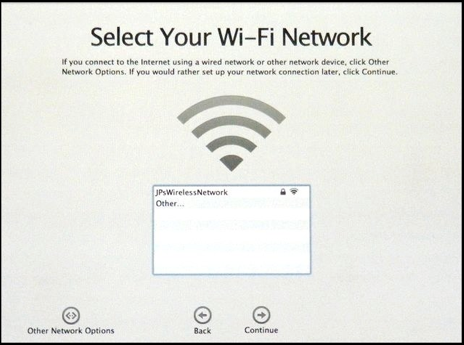 Select Your Wi-Fi Network
If you connect to the Internet using a wired network or other network device, click Other
Network Options. If you would rather set up your network connection later, click Continue.
JPsWirelessNetwork
Other...
Other Network Options
Back
Continue